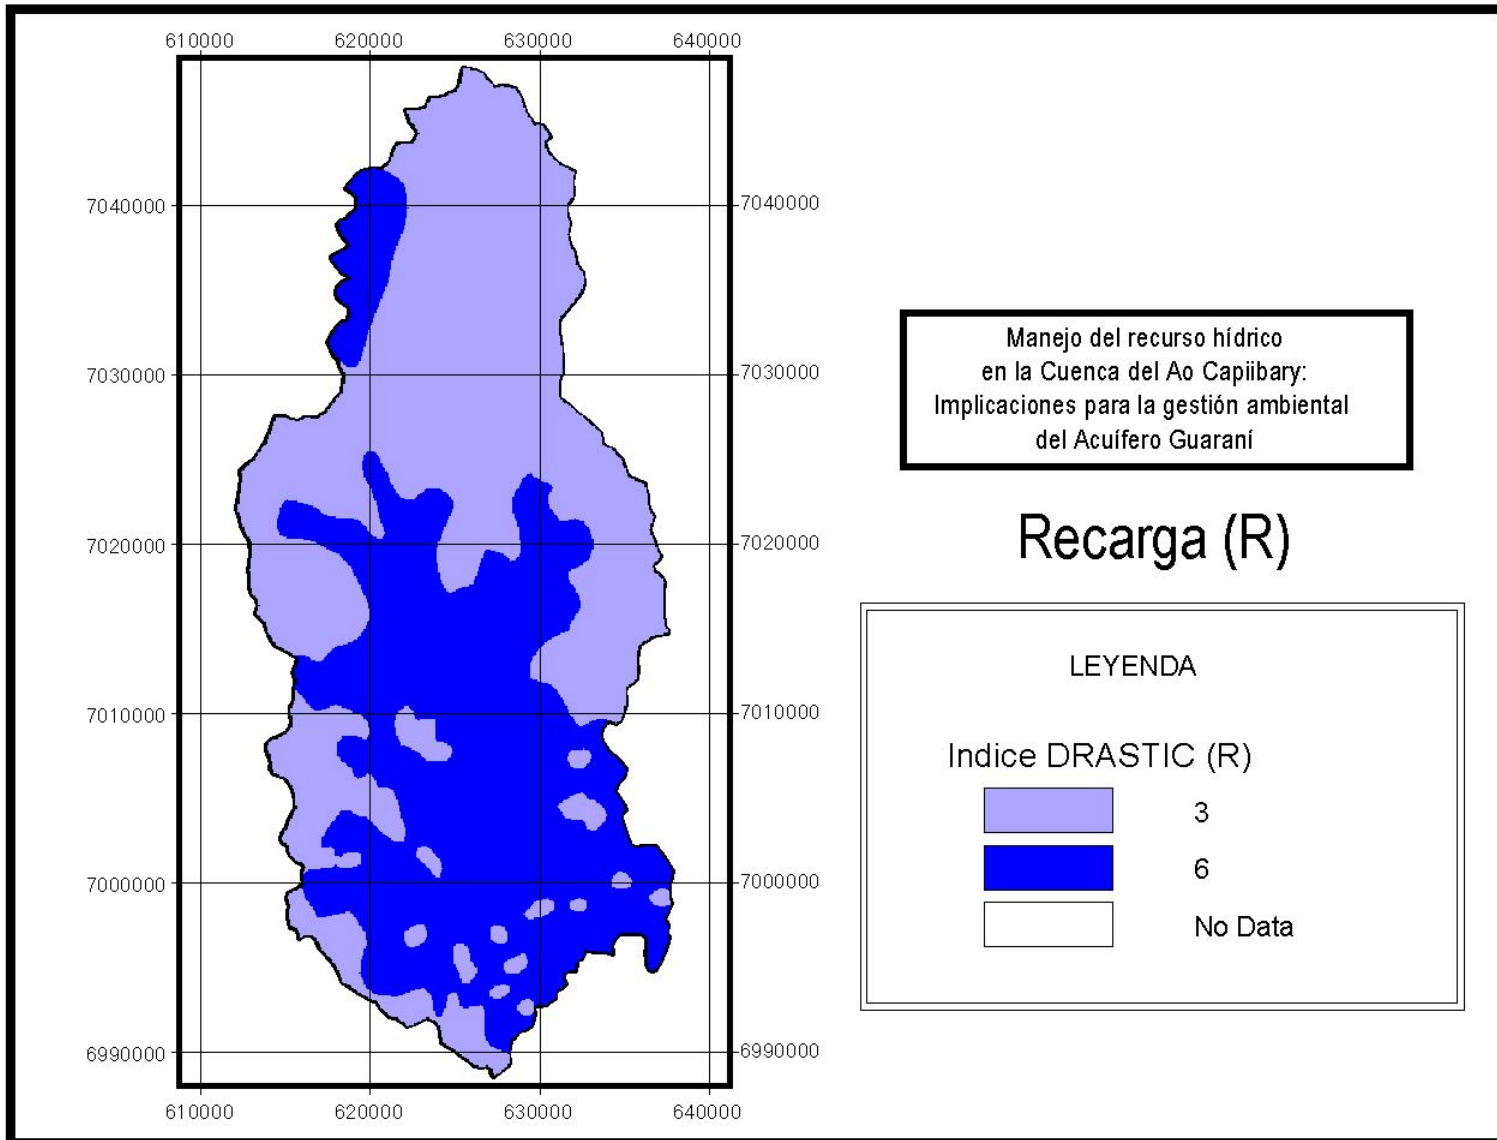 610000 620000 630000 640000
7040000 7040000
7030000 7030000
7020000 7020000
7010000 7010000
7000000 7000000
6990000 6990000
610000 620000 630000 640000
Manejo del recurso hídrico
en la Cuenca del Ao Capiibary:
Implicaciones para la gestión ambiental
del Acuífero Guaraní
Recarga (R)
LEYENDA
Indice DRASTIC (R)
3
6
No Data